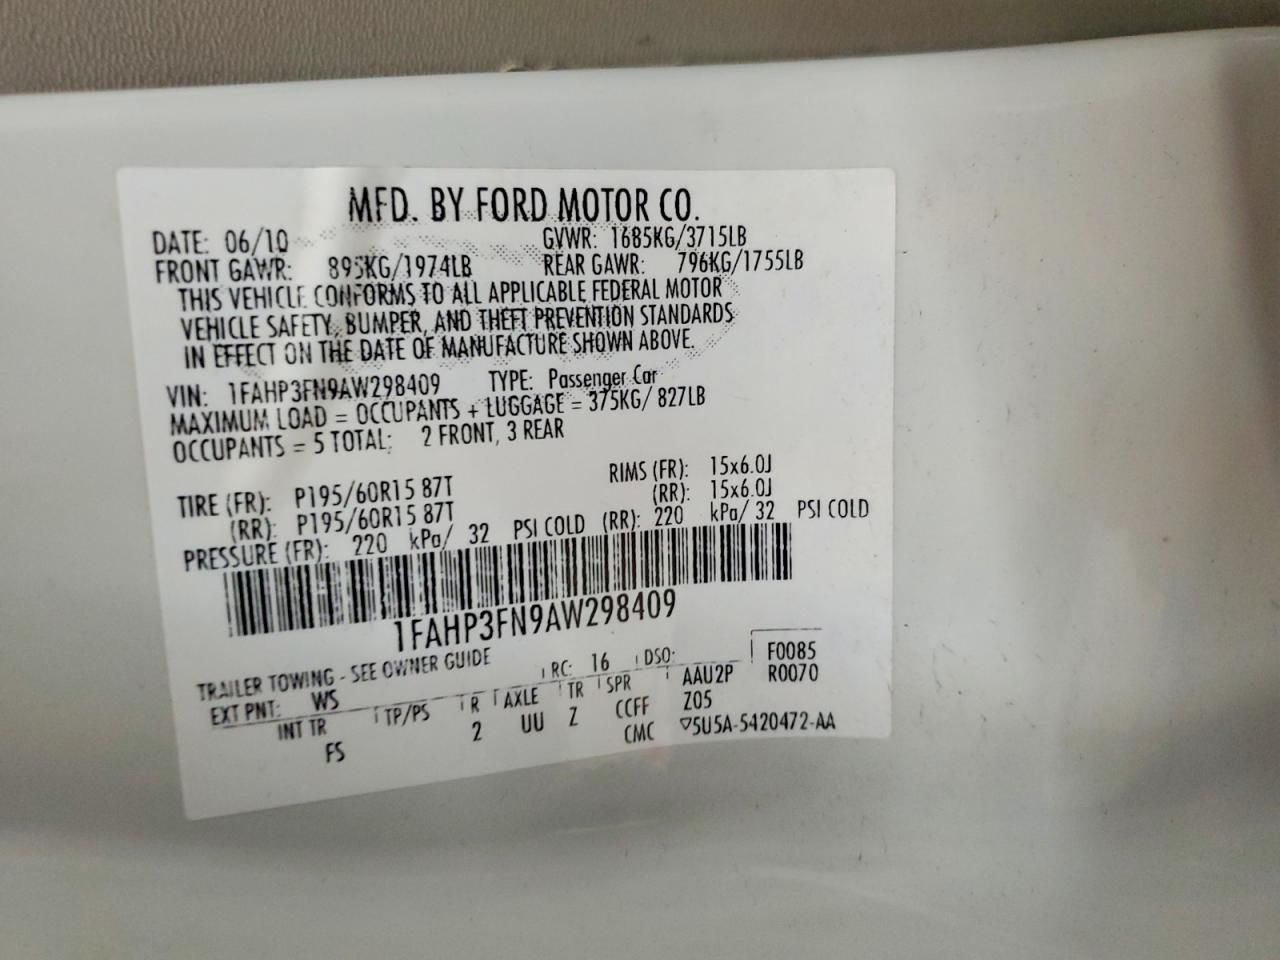 MFD. BY FORD MOTOR CO.
DATE: 06/10 GVWR: 1685KG/3715LB
FRONT GAWR: 895KG/1974LB REAR GAWR: 796KG/1755LB
THIS VEHICLE CONFORMS TO ALL APPLICABLE FEDERAL MOTOR
VEHICLE SAFETY, BUMPER, AND THEFT PREVENTION STANDARDS
IN EFFECT ON THE DATE OF MANUFACTURE SHOWN ABOVE.
VIN: 1FAHP3FN9AW298409 TYPE: Passenger Car
MAXIMUM LOAD = OCCUPANTS + LUGGAGE = 375KG/ 827LB
OCCUPANTS = 5 TOTAL: 2 FRONT, 3 REAR
TIRE (FR): P195/60R15 87T RIMS (FR): 15x6.0J
(RR): P195/60R15 87T (RR): 15x6.0J
PRESSURE (FR): 220 kPa/ 32 PSI COLD (RR): 220 kPa/ 32 PSI COLD
1FAHP3FN9AW298409
TRAILER TOWING - SEE OWNER GUIDE
EXT PNT: WS RC: 16 DSO: F0085
R0070
INT TR TP/PS R AXLE TR SPR AAU2P
FS 2 UU Z CCFF Z05
CMC ▽5U5A-5420472-AA